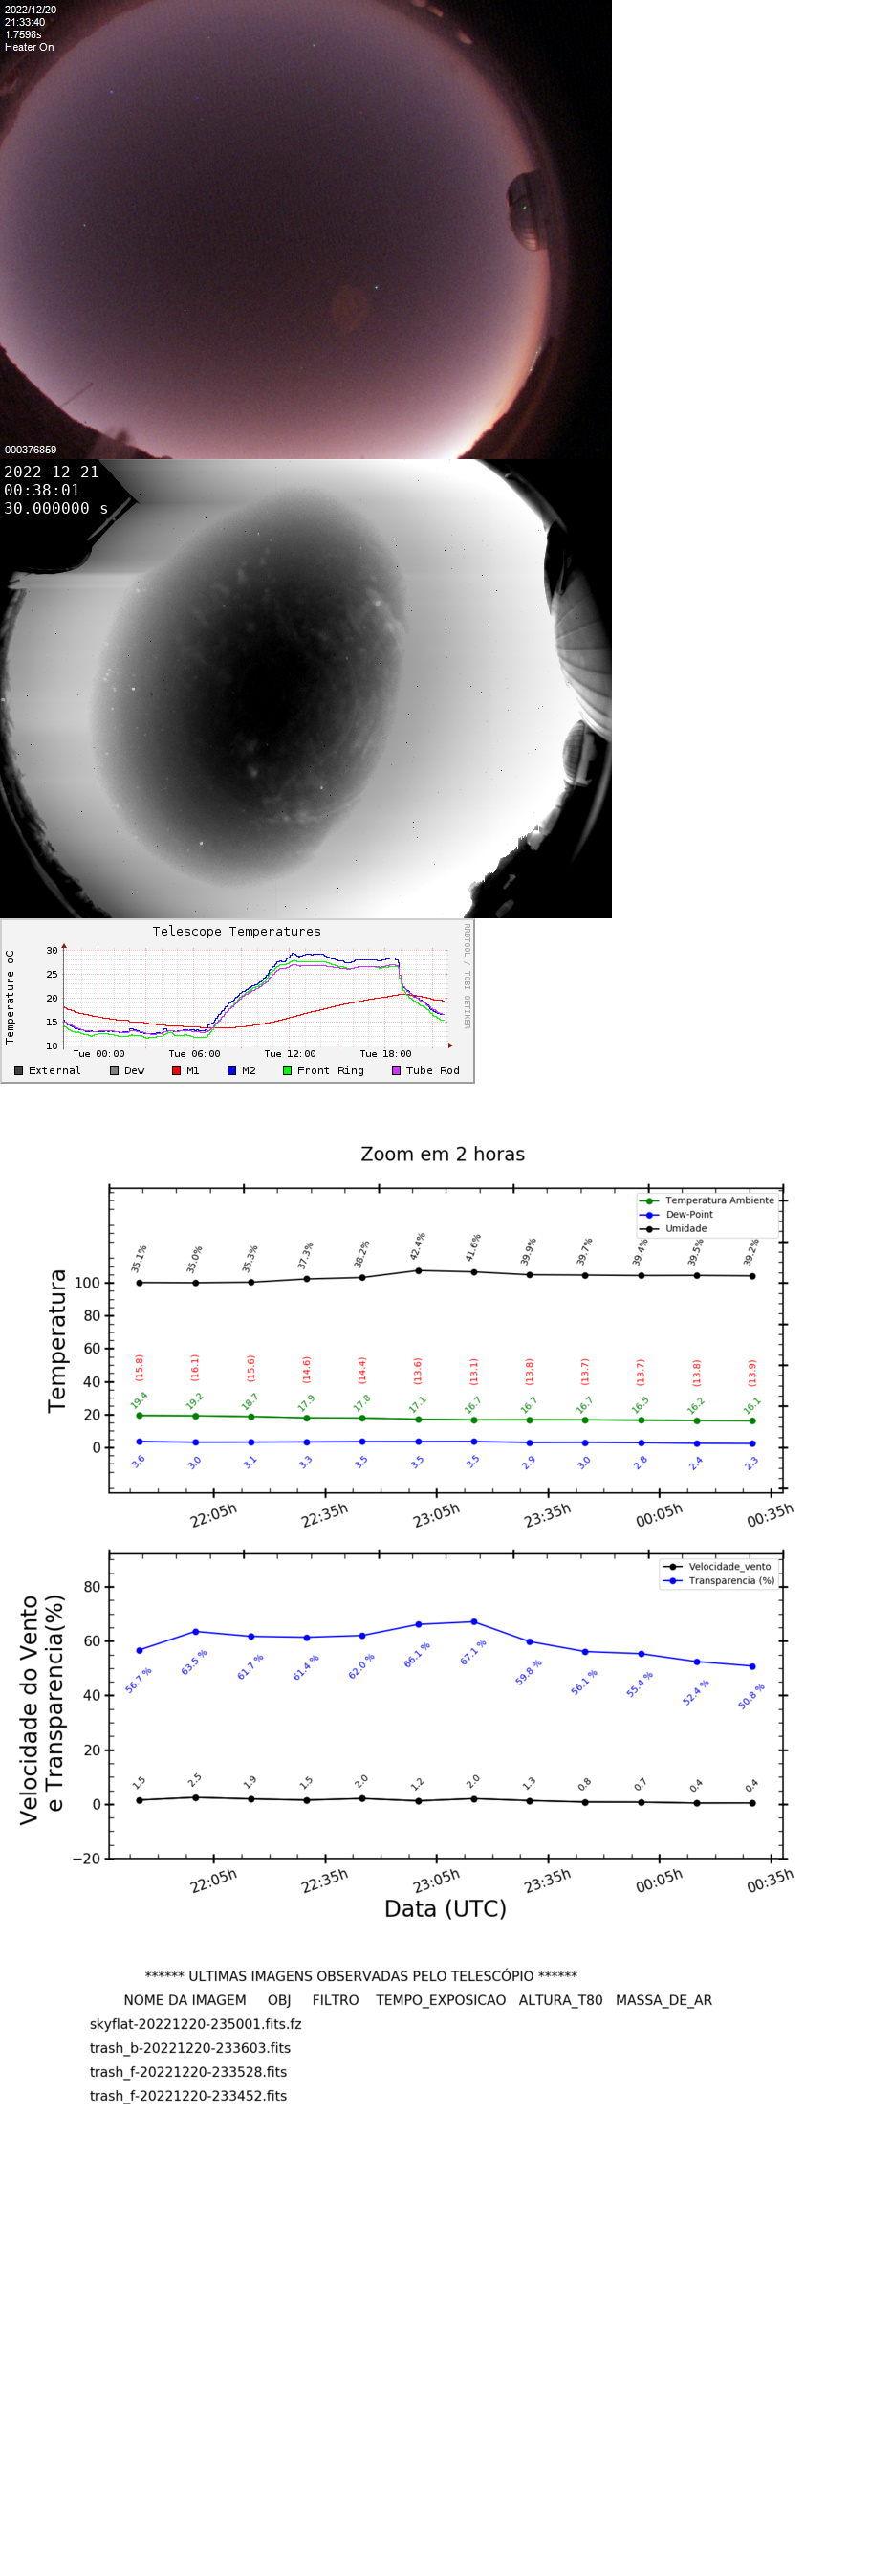 2022/12/20
21:33:40
1.7598s
Heater On
000376859
2022-12-21
00:38:01
30.000000 s
Telescope Temperatures
RRDTOOL / TOBI OETIKER
Temperature oC
30
25
20
15
10
Tue 00:00 Tue 06:00 Tue 12:00 Tue 18:00
External Dew M1 M2 Front Ring Tube Rod
Zoom em 2 horas
Temperatura Ambiente
Dew-Point
Umidade
Temperatura
100
80
60
40
20
0
35.1% 35.0% 35.3% 37.3% 38.2% 42.4% 41.6% 39.9% 39.7% 39.4% 39.5% 39.2%
(15.8) (16.1) (15.6) (14.6) (14.4) (13.6) (13.1) (13.8) (13.7) (13.7) (13.8) (13.9)
19.4 19.2 18.7 17.9 17.8 17.1 16.7 16.7 16.7 16.5 16.2 16.1
3.6 3.0 3.1 3.3 3.5 3.5 3.5 2.9 3.0 2.8 2.4 2.3
22:05h 22:35h 23:05h 23:35h 00:05h 00:35h
Velocidade_vento
Transparencia (%)
Velocidade do Vento
e Transparencia(%)
80
60
40
20
0
−20
56.7 % 63.5 % 61.7 % 61.4 % 62.0 % 66.1 % 67.1 % 59.8 % 56.1 % 55.4 % 52.4 % 50.8 %
1.5 2.5 1.9 1.5 2.0 1.2 2.0 1.3 0.8 0.7 0.4 0.4
22:05h 22:35h 23:05h 23:35h 00:05h 00:35h
Data (UTC)
****** ULTIMAS IMAGENS OBSERVADAS PELO TELESCÓPIO ******
NOME DA IMAGEM OBJ FILTRO TEMPO_EXPOSICAO ALTURA_T80 MASSA_DE_AR
skyflat-20221220-235001.fits.fz
trash_b-20221220-233603.fits
trash_f-20221220-233528.fits
trash_f-20221220-233452.fits